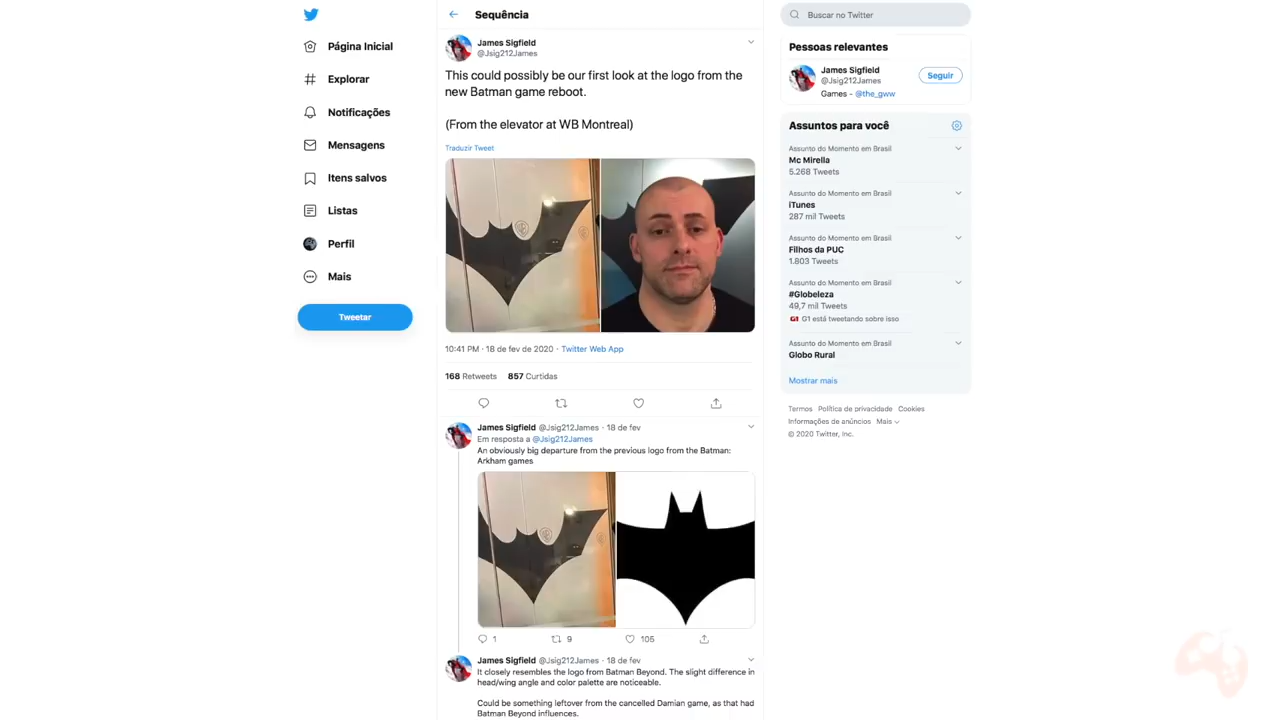 Página Inicial
Explorar
Notificações
Mensagens
Itens salvos
Listas
Perfil
Mais
Tweetar
Sequência
James Sigfield
@Jsig212James
This could possibly be our first look at the logo from the
new Batman game reboot.
(From the elevator at WB Montreal)
Traduzir Tweet
10:41 PM · 18 de fev de 2020 · Twitter Web App
168 Retweets 857 Curtidas
James Sigfield @Jsig212James · 18 de fev
Em resposta a @Jsig212James
An obviously big departure from the previous logo from the Batman:
Arkham games
1 9 105
James Sigfield @Jsig212James · 18 de fev
It closely resembles the logo from Batman Beyond. The slight difference in
head/wing angle and color palette are noticeable.
Could be something leftover from the cancelled Damian game, as that had
Batman Beyond influences.
Buscar no Twitter
Pessoas relevantes
James Sigfield
@Jsig212James
Seguir
Games - @the_gww
Assuntos para você
Assunto do Momento em Brasil
Mc Mirella
5.268 Tweets
Assunto do Momento em Brasil
iTunes
287 mil Tweets
Assunto do Momento em Brasil
Filhos da PUC
1.803 Tweets
Assunto do Momento em Brasil
#Globeleza
49,7 mil Tweets
G1 G1 está tweetando sobre isso
Assunto do Momento em Brasil
Globo Rural
Mostrar mais
Termos Política de privacidade Cookies
Informações de anúncios Mais
© 2020 Twitter, Inc.